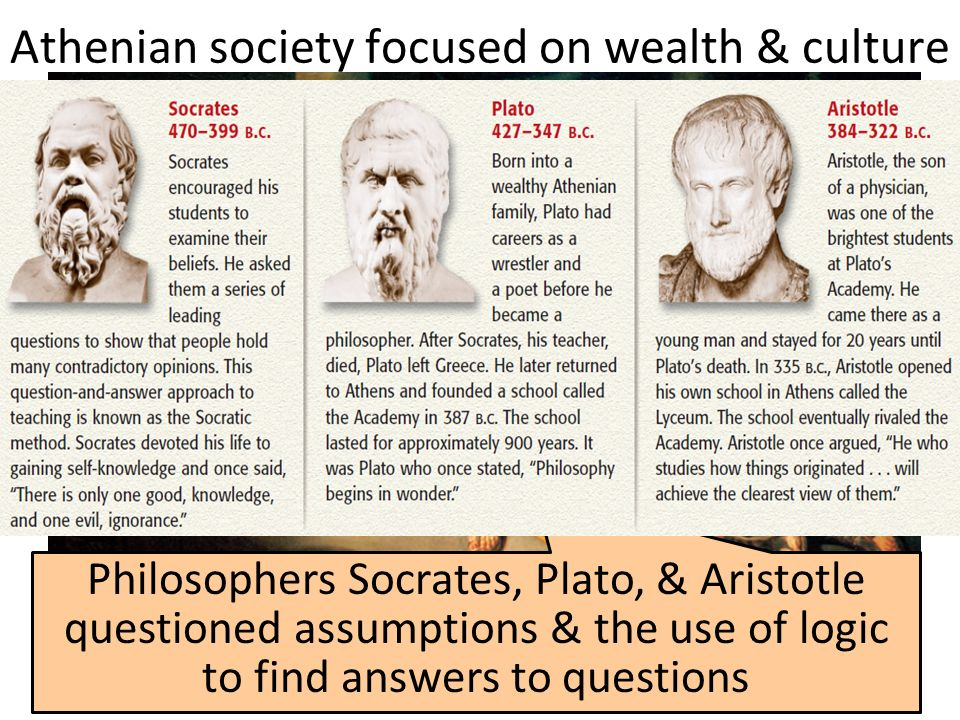 Athenian society focused on wealth & culture
Socrates
470–399 B.C.
Socrates
encouraged his
students to
examine their
beliefs. He asked
them a series of
leading
questions to show that people hold
many contradictory opinions. This
question-and-answer approach to
teaching is known as the Socratic
method. Socrates devoted his life to
gaining self-knowledge and once said,
“There is only one good, knowledge,
and one evil, ignorance.”
Plato
427–347 B.C.
Born into a
wealthy Athenian
family, Plato had
careers as a
wrestler and
a poet before he
became a
philosopher. After Socrates, his teacher,
died, Plato left Greece. He later returned
to Athens and founded a school called
the Academy in 387 B.C. The school
lasted for approximately 900 years. It
was Plato who once stated, “Philosophy
begins in wonder.”
Aristotle
384–322 B.C.
Aristotle, the son
of a physician,
was one of the
brightest students
at Plato’s
Academy. He
came there as a
young man and stayed for 20 years until
Plato’s death. In 335 B.C., Aristotle opened
his own school in Athens called the
Lyceum. The school eventually rivaled the
Academy. Aristotle once argued, “He who
studies how things originated . . . will
achieve the clearest view of them.”
Philosophers Socrates, Plato, & Aristotle
questioned assumptions & the use of logic
to find answers to questions